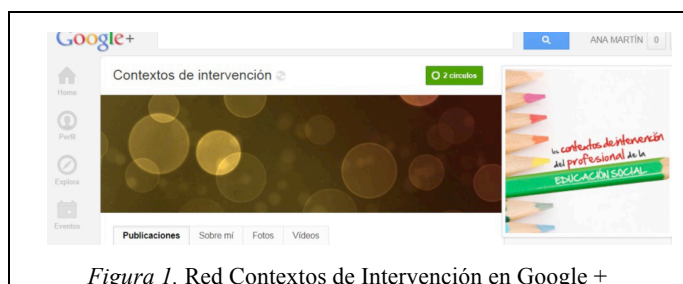 Google+
ANA MARTÍN 0
Home
Contextos de intervención
2 círculos
Perfil
Explora
Eventos
los contextos de intervención
del profesional de la
EDUCACIÓN SOCIAL
Publicaciones Sobre mí Fotos Vídeos
Figura 1. Red Contextos de Intervención en Google +